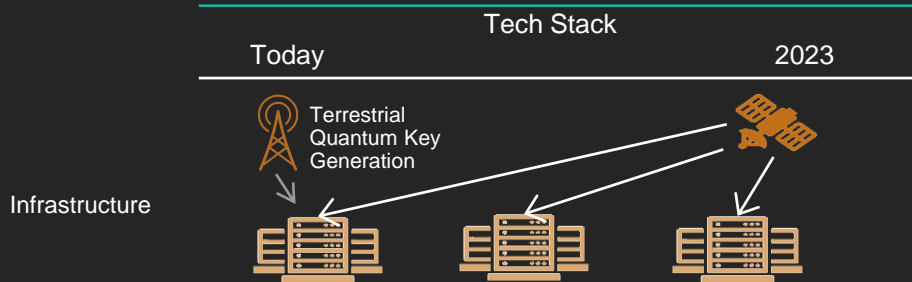 Tech Stack
Today
2023
Terrestrial
Quantum Key
Generation
Infrastructure